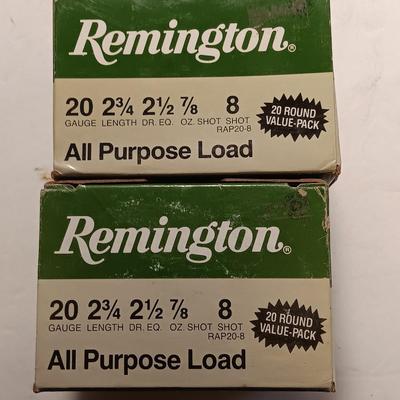 Remington®
20 2¾ 2½ ⅞ 8
GAUGE LENGTH DR. EQ. OZ. SHOT SHOT
RAP20-8
20 ROUND
VALUE-PACK
All Purpose Load
Remington®
20 2¾ 2½ ⅞ 8
GAUGE LENGTH DR. EQ. OZ. SHOT SHOT
RAP20-8
20 ROUND
VALUE-PACK
All Purpose Load